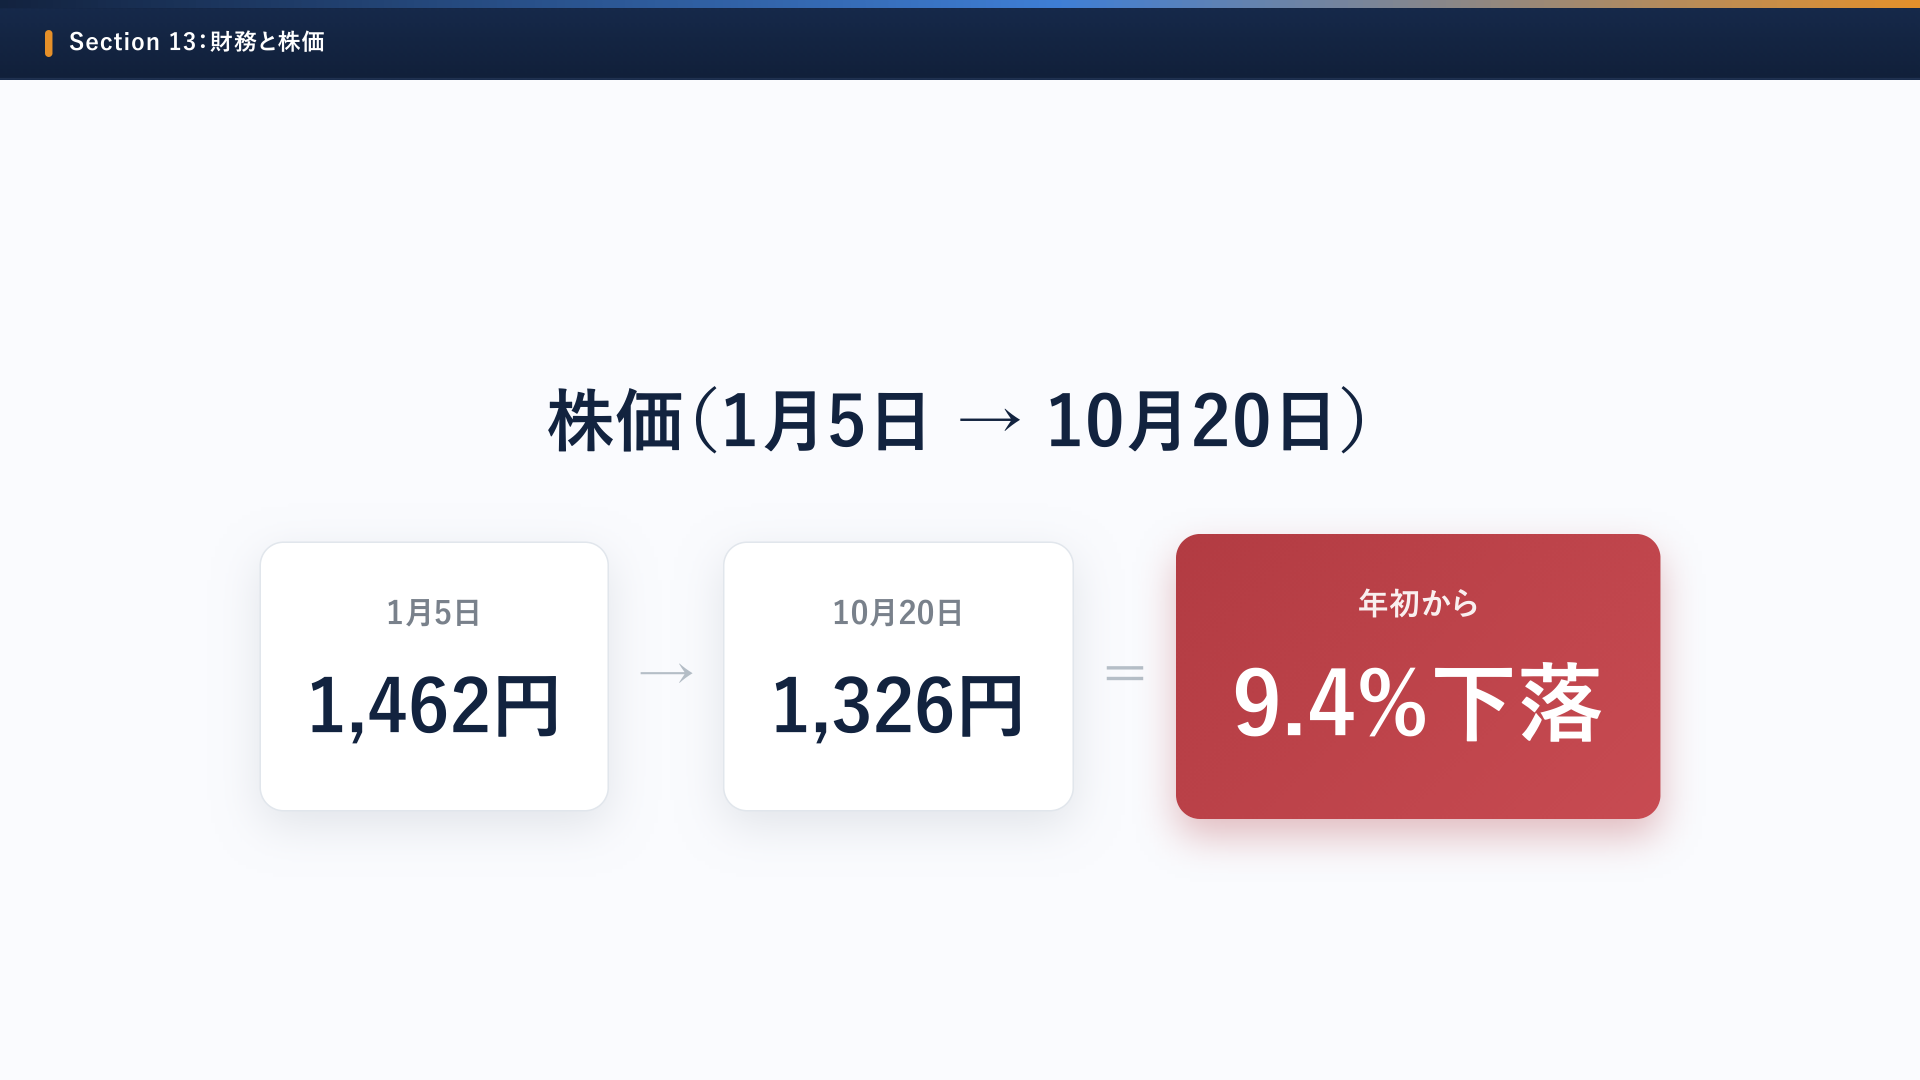 Section 13：財務と株価
株価（1月5日 → 10月20日）
1月5日
1,462円
→
10月20日
1,326円
＝
年初から
9.4%下落